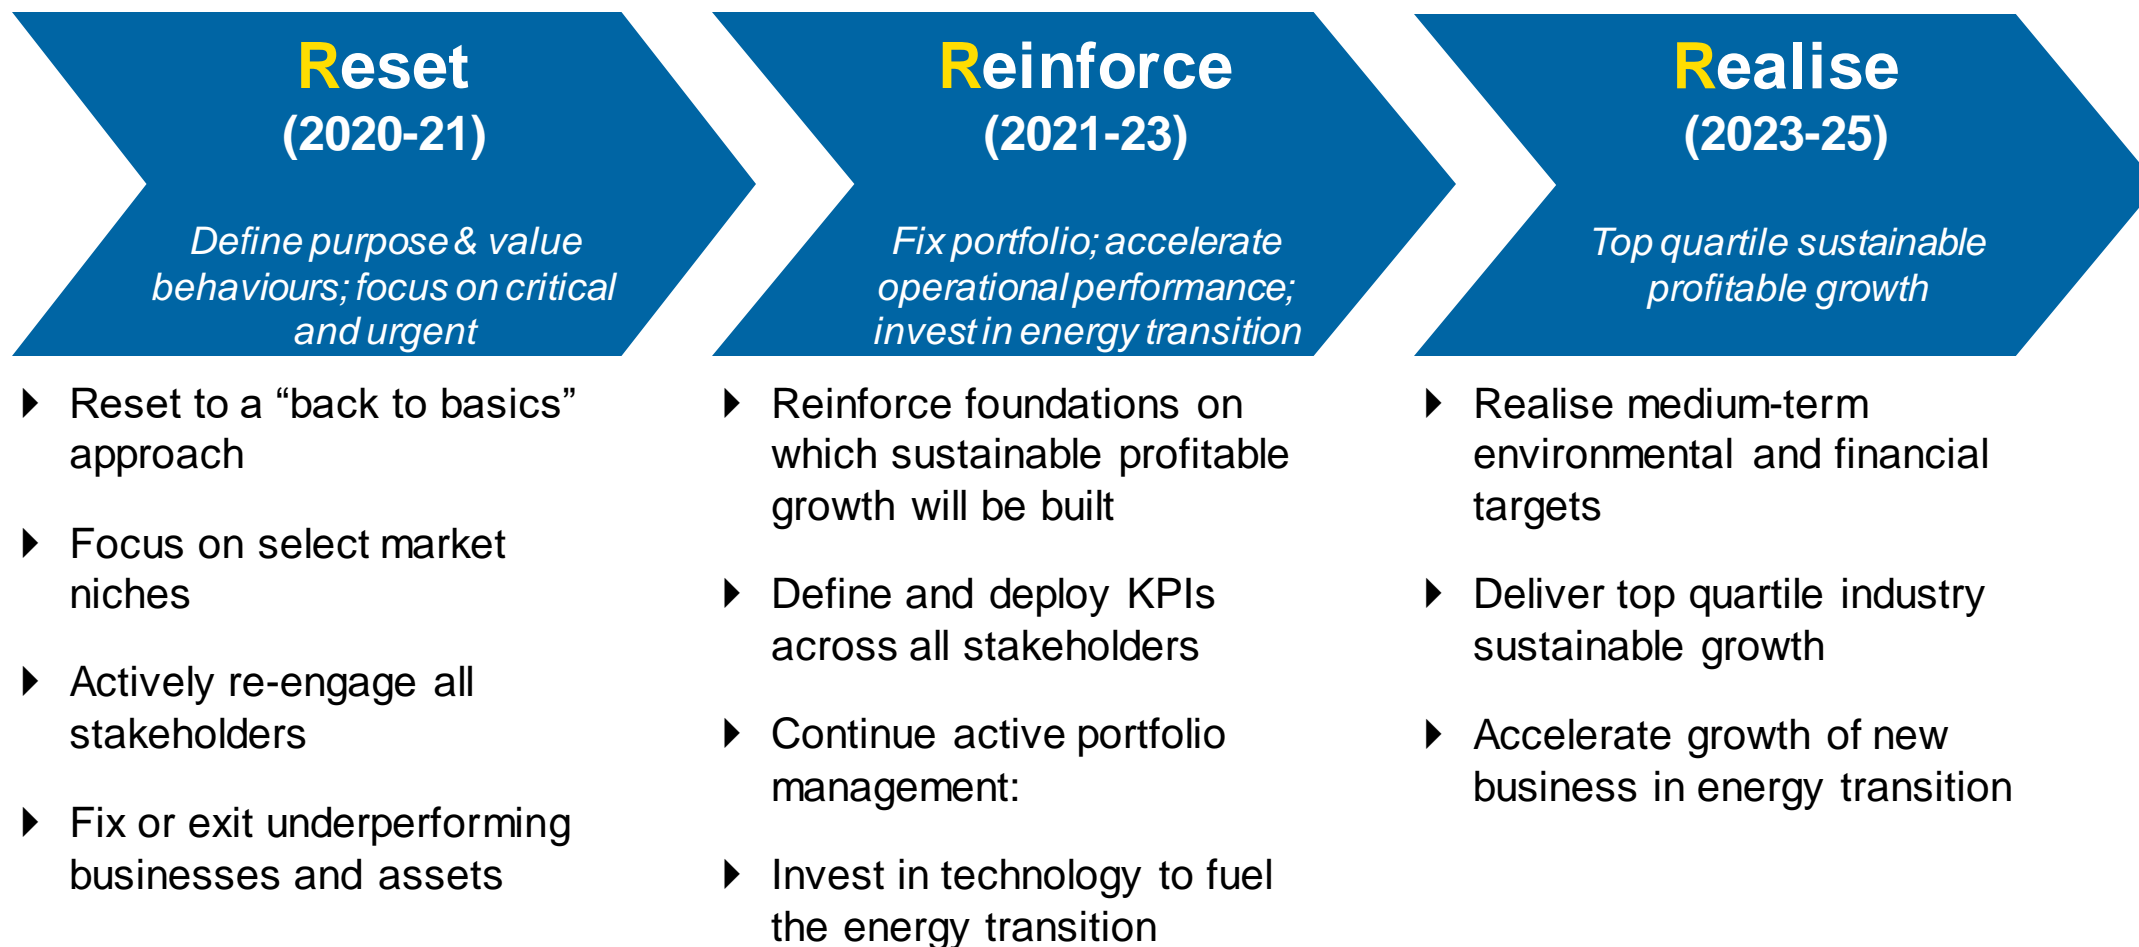 Reset
(2020-21)
Define purpose & value
behaviours; focus on critical
and urgent
Reset to a “back to basics”
approach
Focus on select market
niches
Actively re-engage all
stakeholders
Fix or exit underperforming
businesses and assets
Reinforce
(2021-23)
Fix portfolio; accelerate
operational performance;
invest in energy transition
Reinforce foundations on
which sustainable profitable
growth will be built
Define and deploy KPIs
across all stakeholders
Continue active portfolio
management:
Invest in technology to fuel
the energy transition
Realise
(2023-25)
Top quartile sustainable
profitable growth
Realise medium-term
environmental and financial
targets
Deliver top quartile industry
sustainable growth
Accelerate growth of new
business in energy transition